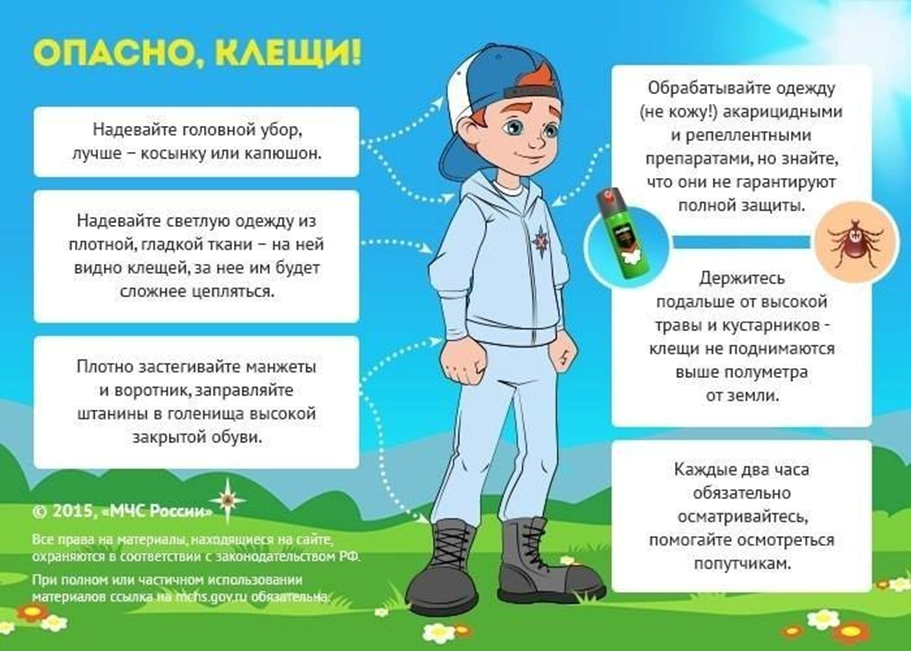 ОПАСНО, КЛЕЩИ!
Надевайте головной убор,
лучше – косынку или капюшон.
Надевайте светлую одежду из
плотной, гладкой ткани – на ней
видно клещей, за нее им будет
сложнее цепляться.
Плотно застегивайте манжеты
и воротник, заправляйте
штанины в голенища высокой
закрытой обуви.
Обрабатывайте одежду
(не кожу!) акарицидными
и репеллентными
препаратами, но знайте,
что они не гарантируют
полной защиты.
Держитесь
подальше от высокой
травы и кустарников -
клещи не поднимаются
выше полуметра
от земли.
Каждые два часа
обязательно
осматривайтесь,
помогайте осмотреться
попутчикам.
© 2015, «МЧС России»
Все права на материалы, находящиеся на сайте,
охраняются в соответствии с законодательством РФ.
При полном или частичном использовании
материалов ссылка на mchs.gov.ru обязательна.